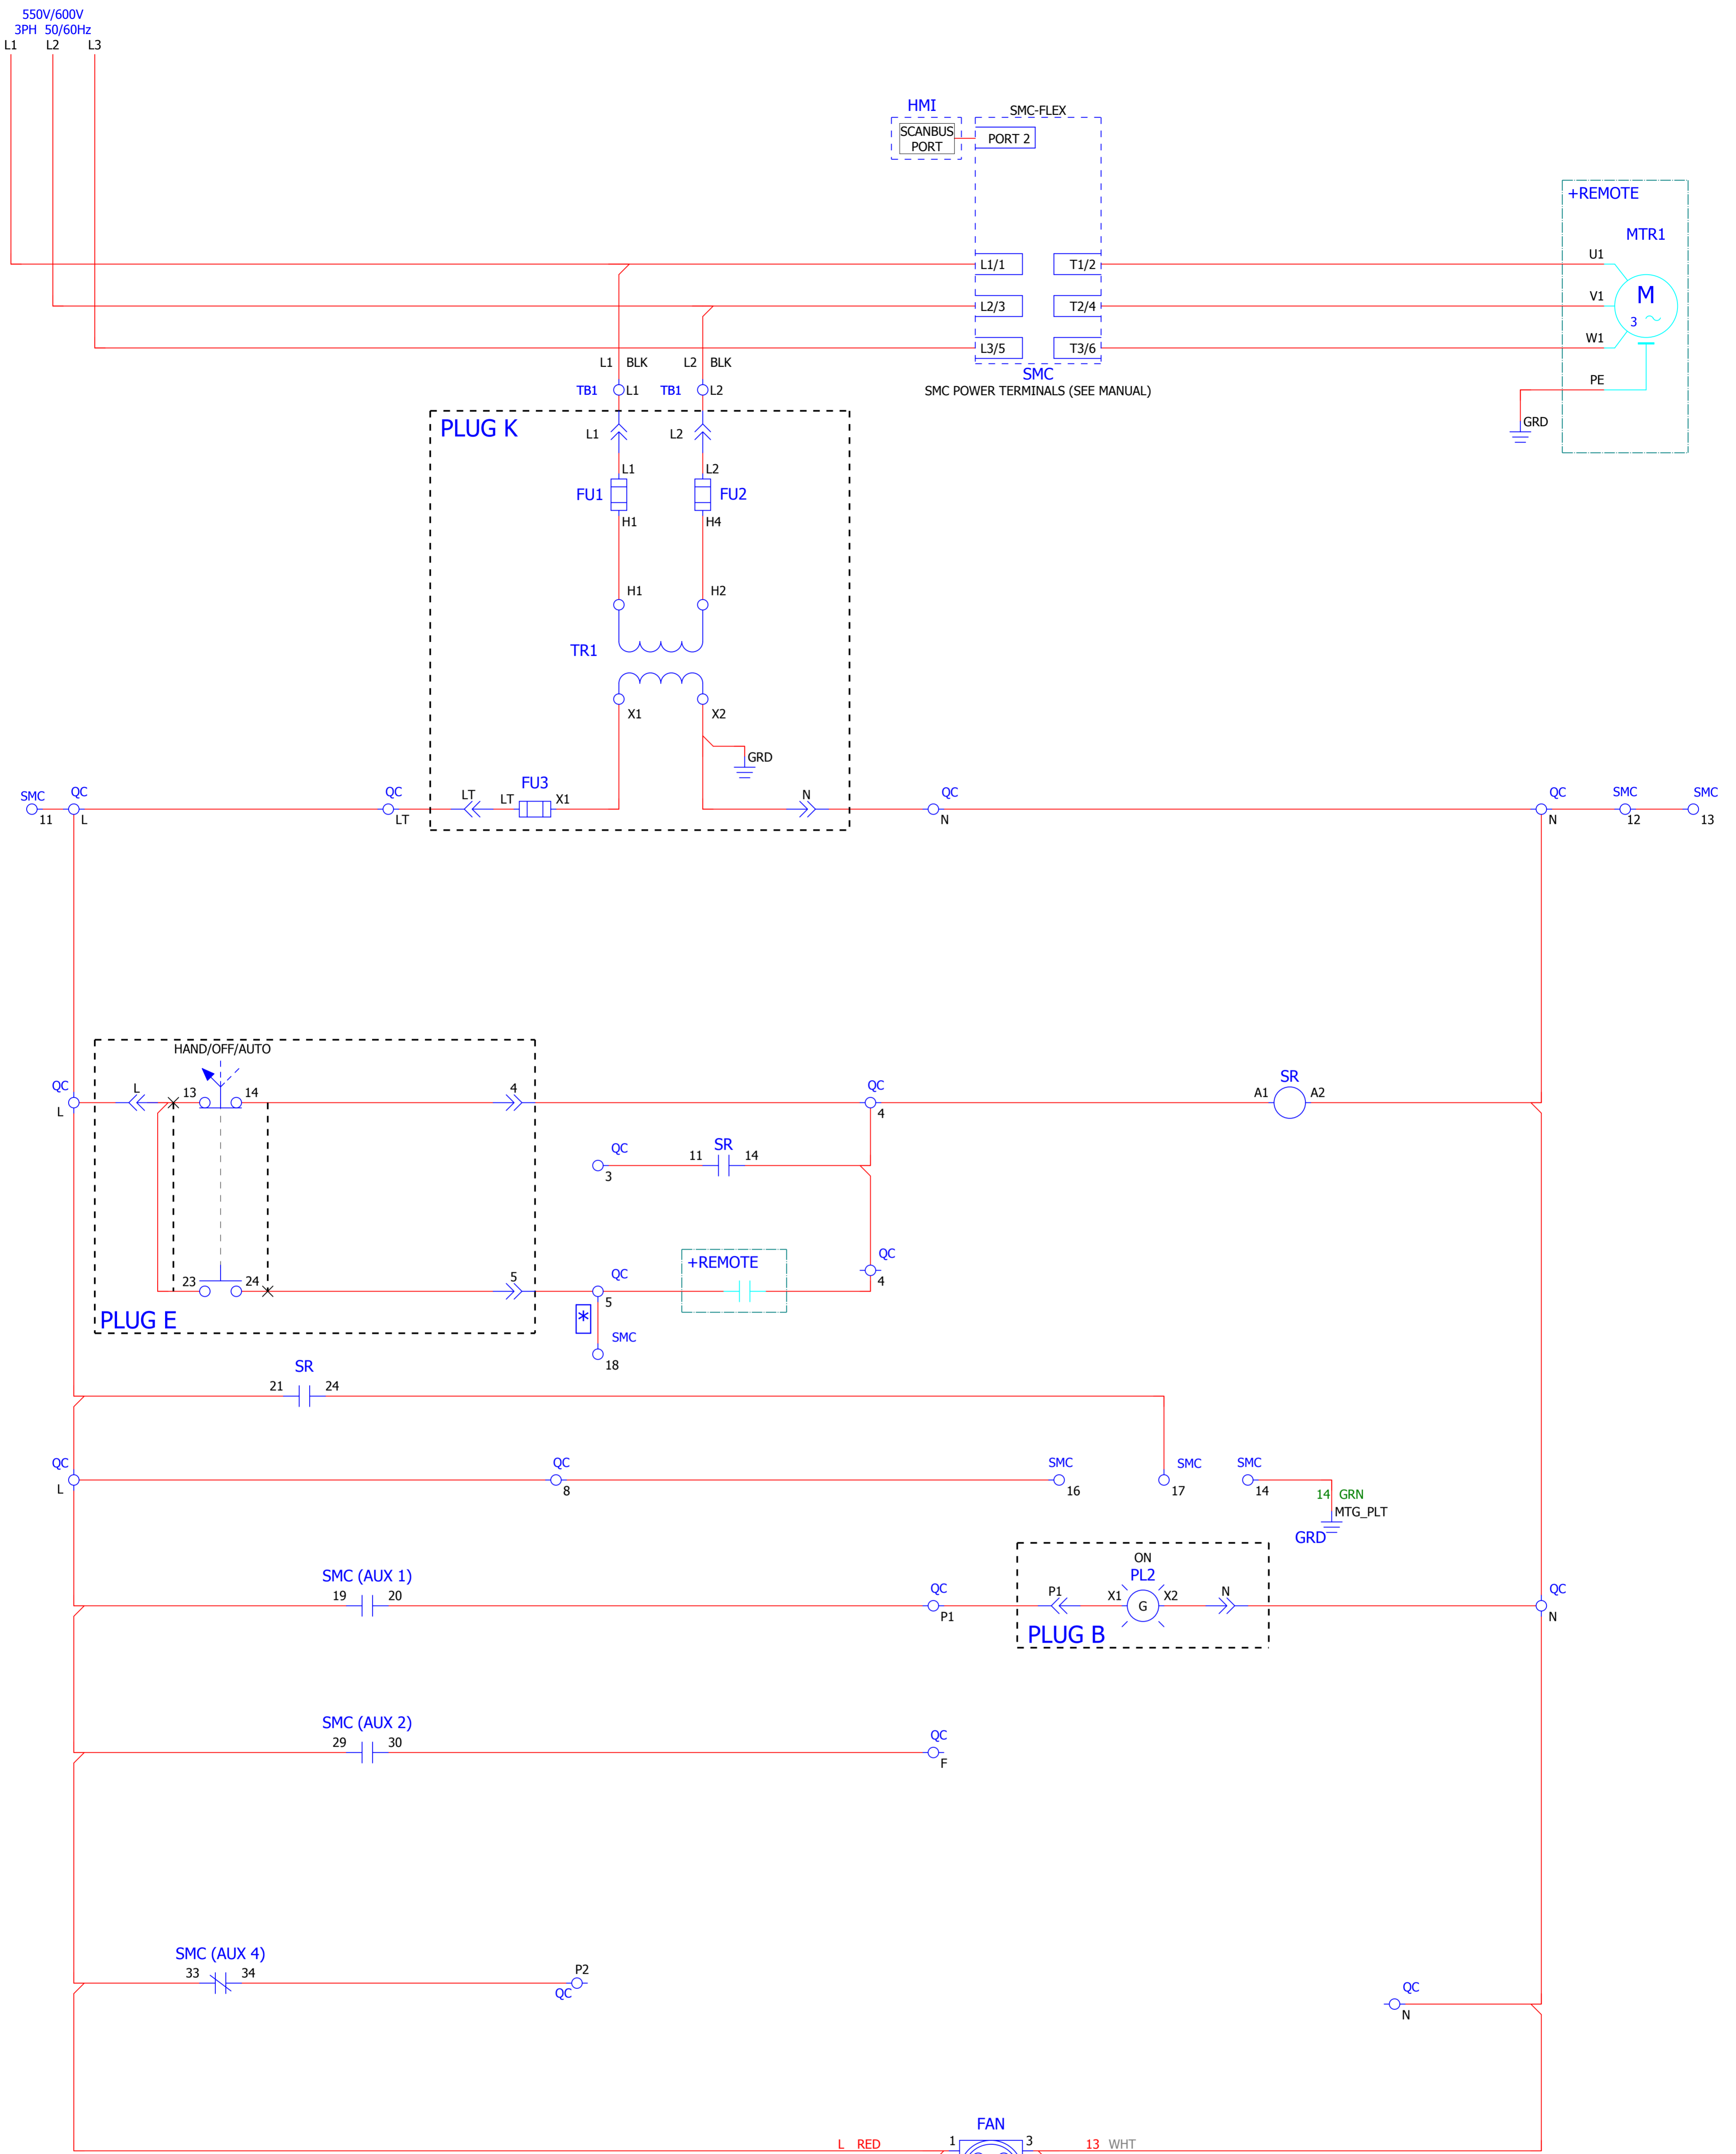 550V/600V
3PH 50/60Hz
L1 L2 L3
HMI
SMC-FLEX
SCANBUS
PORT
PORT 2
+REMOTE
MTR1
L1/1 T1/2 U1
L2/3 T2/4 V1
M
3
L3/5 T3/6 W1
L1 BLK L2 BLK
SMC
SMC POWER TERMINALS (SEE MANUAL)
PE
GRD
TB1 L1 TB1 L2
PLUG K
L1 L2
L1 L2
FU1 FU2
H1 H4
H1 H2
TR1
X1 X2
GRD
SMC QC QC LT LT FU3 X1 N QC QC SMC SMC
11 L LT N N 12 13
HAND/OFF/AUTO
QC L 13 14 4 QC SR
L 4 A1 A2
QC SR
11 14
3
+REMOTE QC
4
23 24 5 QC
5
PLUG E
*
SMC
18
SR
21 24
QC QC SMC SMC SMC
L 8 16 17 14
14 GRN
MTG_PLT
GRD
ON
SMC (AUX 1) PL2
19 20 QC P1 X1 G X2 N QC
P1 N
PLUG B
SMC (AUX 2)
29 30 QC
F
SMC (AUX 4)
33 34 P2
QC
QC
N
FAN
L RED 1 3 13 WHT